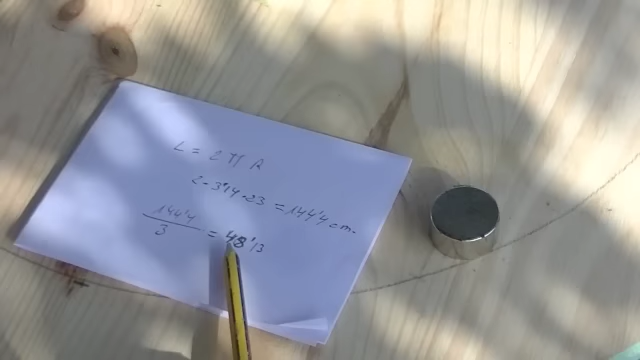 L = 2 π R
2 · 3'14 · 23 = 144'4 cm.
144'4
3
= 48'13